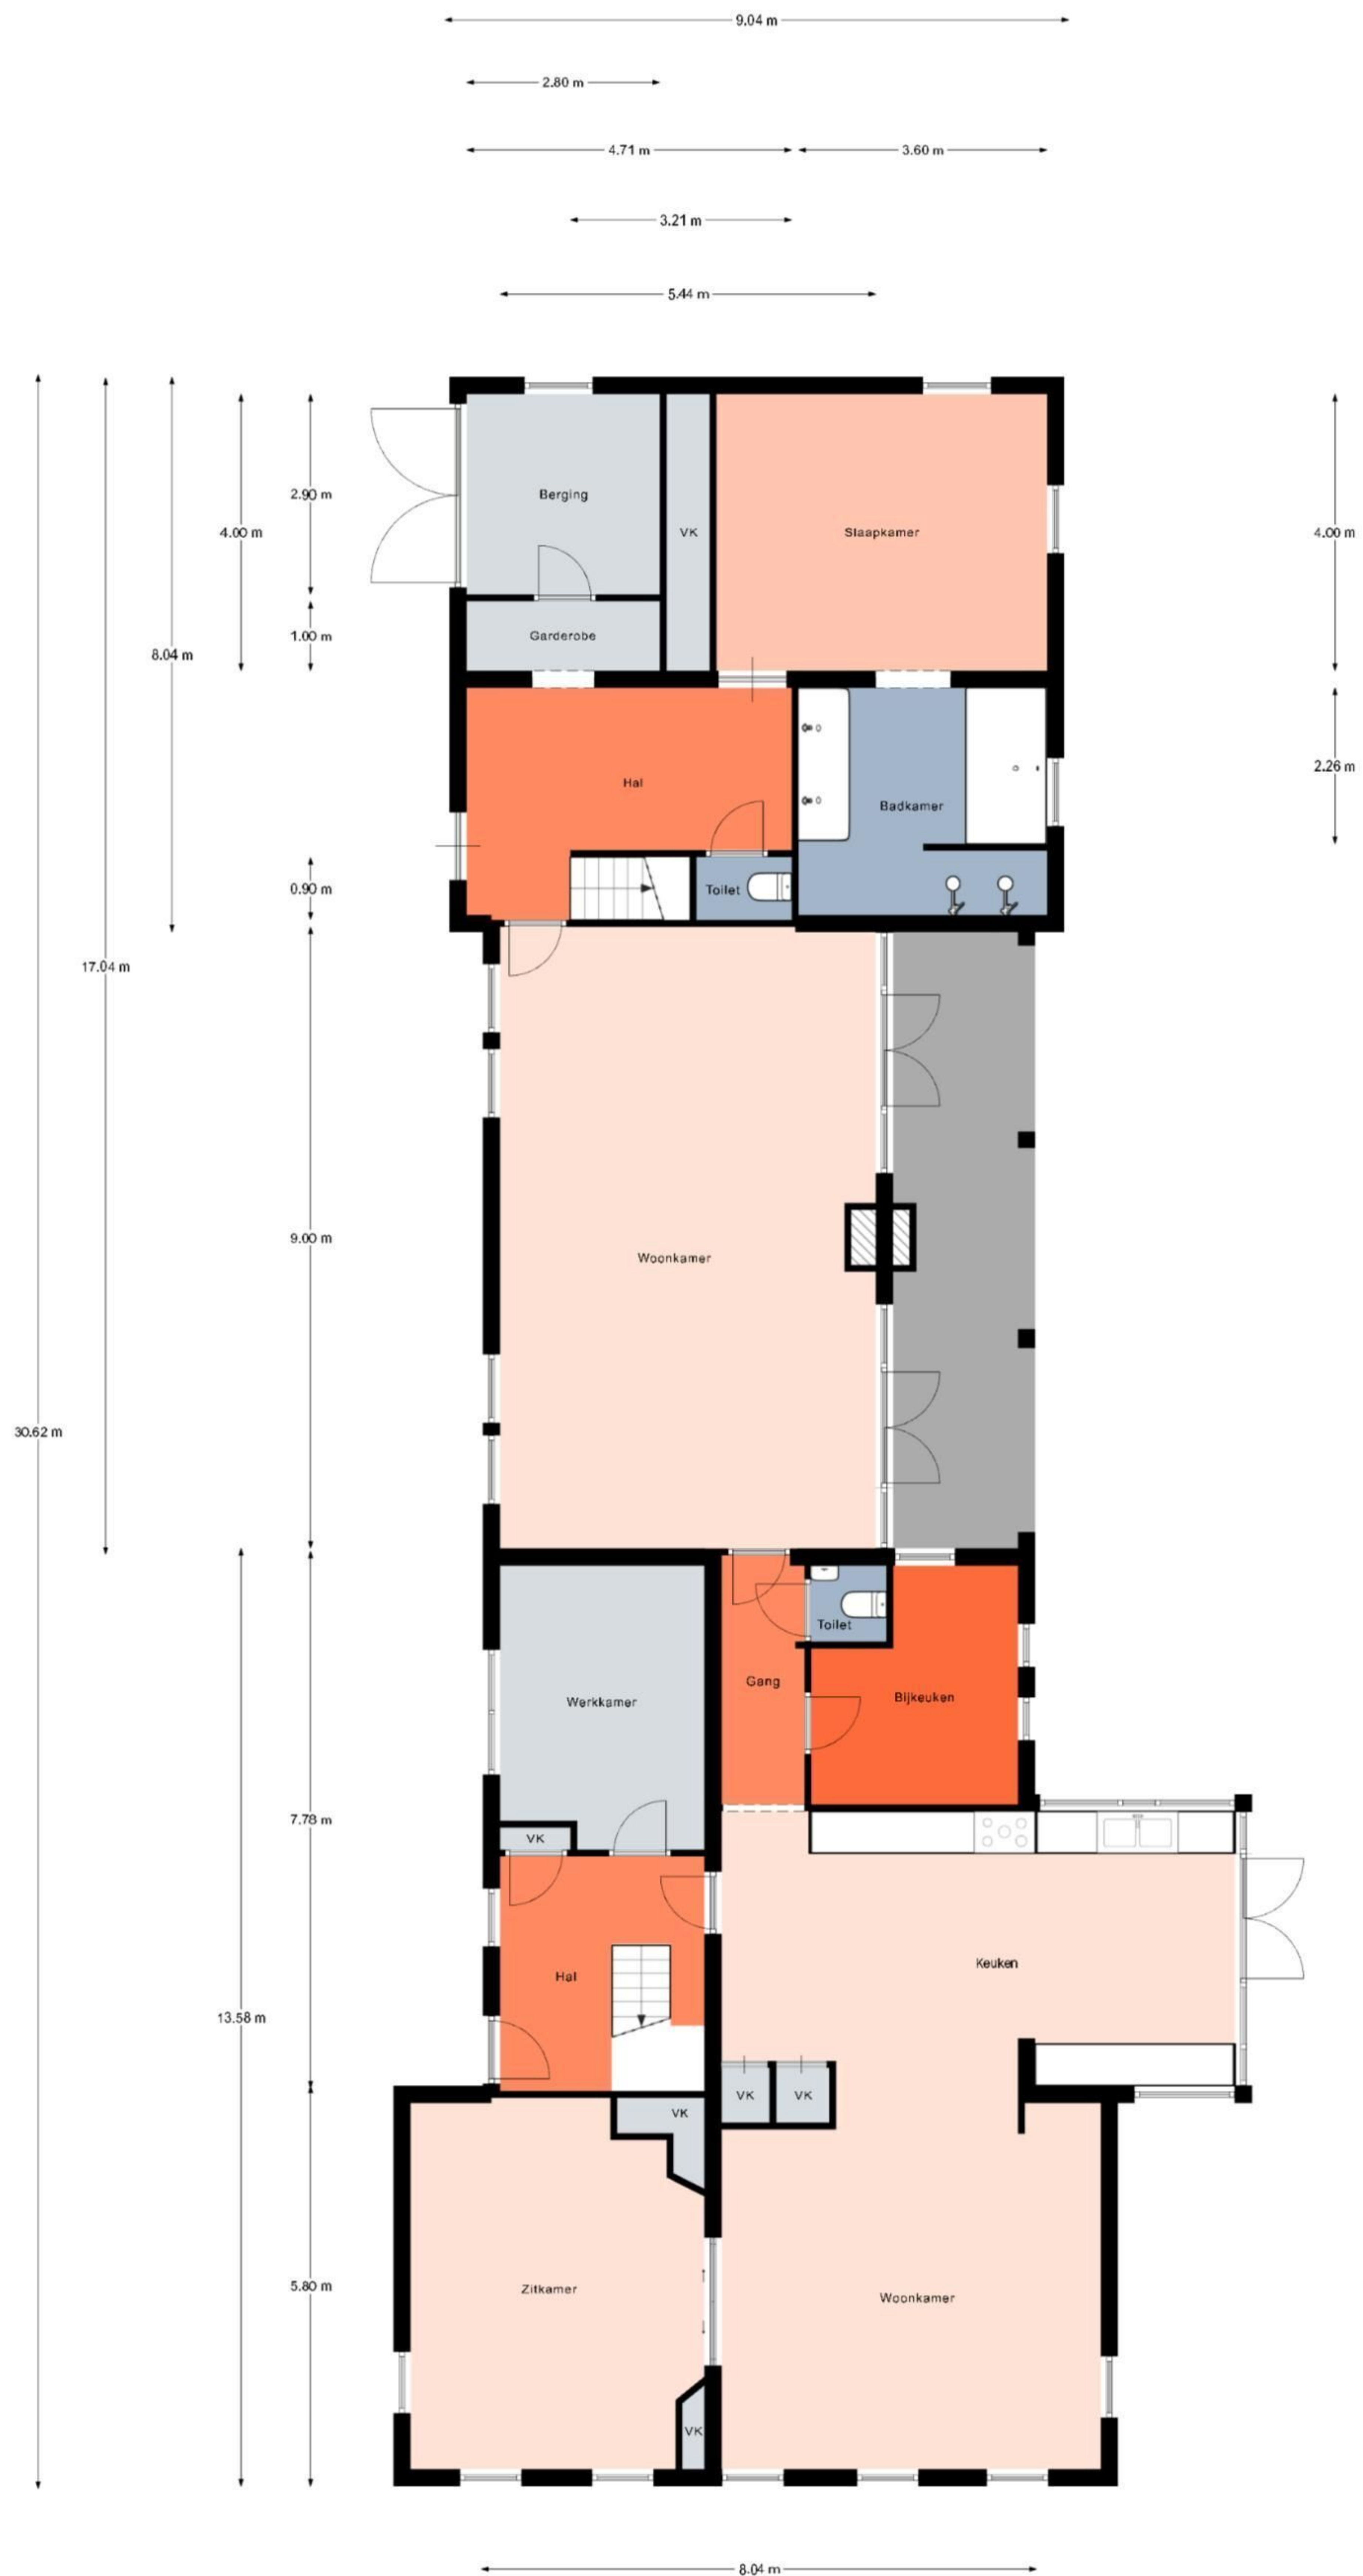 9.04 m
2.80 m
4.71 m
3.60 m
3.21 m
5.44 m
2.90 m
Berging
4.00 m
VK
Slaapkamer
4.00 m
1.00 m
Garderobe
8.04 m
2.26 m
Hal
Badkamer
0.90 m
Toilet
17.04 m
9.00 m
Woonkamer
30.62 m
Toilet
Gang
Bijkeuken
Werkkamer
7.78 m
VK
Keuken
Hal
13.58 m
VK
VK
VK
5.80 m
Zitkamer
Woonkamer
VK
8.04 m